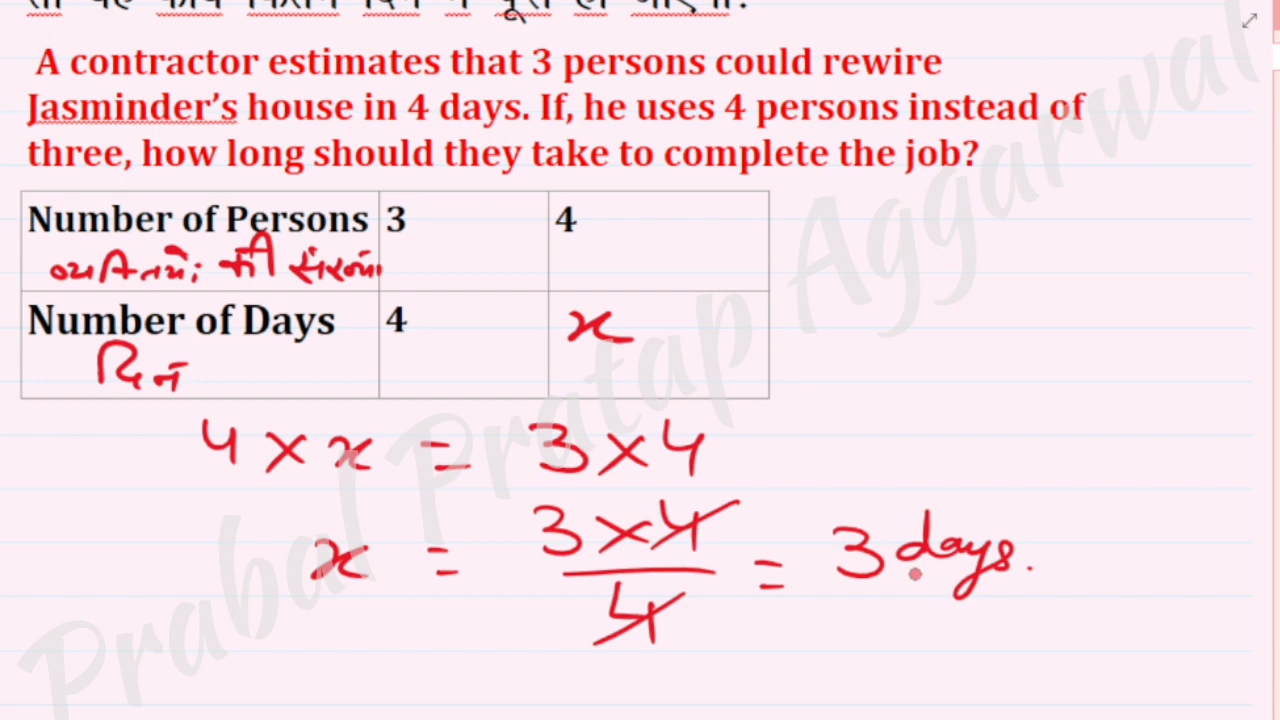 A contractor estimates that 3 persons could rewire
Jasminder’s house in 4 days. If, he uses 4 persons instead of
three, how long should they take to complete the job?
Number of Persons 3 4
की संख्या
Number of Days 4 x
दिन
4 × x = 3 × 4
x = 3 × 4 / 4 = 3 days.
Prabal Pratap Aggarwal